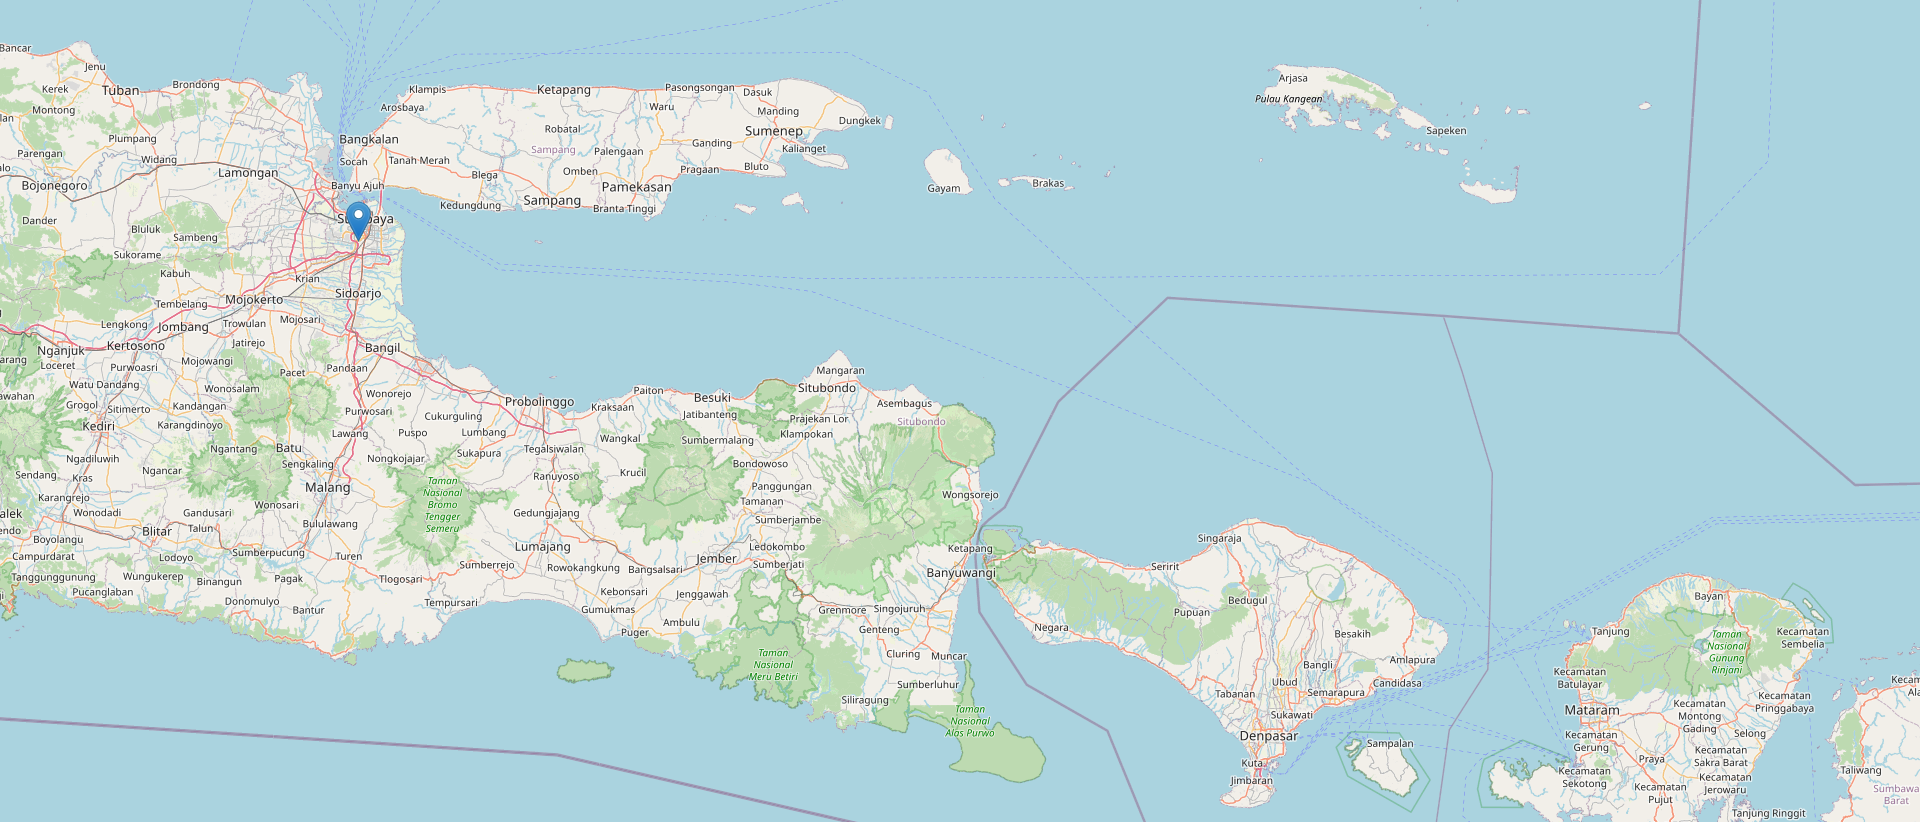 Bancar
Jenu
Kerek
Tuban
Brondong
Montong
Plumpang
Parengan
Widang
Bojonegoro
Lamongan
Dander
Bluluk
Sambeng
Sukorame
Kabuh
Klampis
Arosbaya
Ketapang
Pasongsongan
Dasuk
Waru
Manding
Dungkek
Bangkalan
Robatal
Sumenep
Socah
Tanah Merah
Sampang
Palengaan
Ganding
Kalianget
Banyu Ajuh
Blega
Omben
Pragaan
Bluto
Pamekasan
Kedungdung
Sampang
Branta Tinggi
Gayam
Brakas
Arjasa
Pulau Kangean
Sapeken
Krian
Sidoarjo
Tembelang
Mojokerto
Lengkong
Jombang
Trowulan
Mojosari
Nganjuk
Kertosono
Jatirejo
Bangil
Loceret
Purwoasri
Mojowangi
Pandaan
Watu Dandang
Wonosalam
Pacet
Wonorejo
Grogol
Sitimerto
Kandangan
Purwosari
Cukurguling
Probolinggo
Kraksaan
Paiton
Besuki
Mangaran
Situbondo
Asembagus
Jatibanteng
Prajekan Lor
Situbondo
Kediri
Karangdinoyo
Lawang
Puspo
Lumbang
Wangkal
Sumbermalang
Klampokan
Ngadiluwih
Ngantang
Batu
Sengkaling
Nongkojajar
Sukapura
Tegalsiwalan
Sendang
Kras
Ngancar
Ranuyoso
Krucil
Bondowoso
Karangrejo
Malang
Taman
Nasional
Bromo
Tengger
Semeru
Panggungan
Tamanan
Wongsorejo
Wonodadi
Gandusari
Wonosari
Bululawang
Gedungjajang
Sumberjambe
Boyolangu
Blitar
Talun
Lumajang
Jember
Ledokombo
Ketapang
Campurdarat
Lodoyo
Sumberpucung
Turen
Sumberrejo
Rowokangkung
Bangsalsari
Sumberjati
Banyuwangi
Tanggunggunung
Wungukerep
Binangun
Pagak
Tlogosari
Pucanglaban
Donomulyo
Bantur
Tempursari
Kebonsari
Jenggawah
Gumukmas
Grenmore
Singojuruh
Puger
Ambulu
Genteng
Cluring
Muncar
Taman
Nasional
Meru Betiri
Sumberluhur
Siliragung
Taman
Nasional
Alas Purwo
Singaraja
Seririt
Bedugul
Pupuan
Negara
Besakih
Bangli
Amlapura
Ubud
Candidasa
Tabanan
Semarapura
Sukawati
Denpasar
Kuta
Jimbaran
Sampalan
Bayan
Tanjung
Taman
Nasional
Gunung
Rinjani
Kecamatan
Sembelia
Kecamatan
Batulayar
Mataram
Kecamatan
Montong
Gading
Kecamatan
Pringgabaya
Kecamatan
Gerung
Selong
Kecamatan
Sakra Barat
Praya
Kecamatan
Sekotong
Kecamatan
Pujut
Kecamatan
Jerowaru
Taliwang
Tanjung Ringgit
Sumbawa
Barat